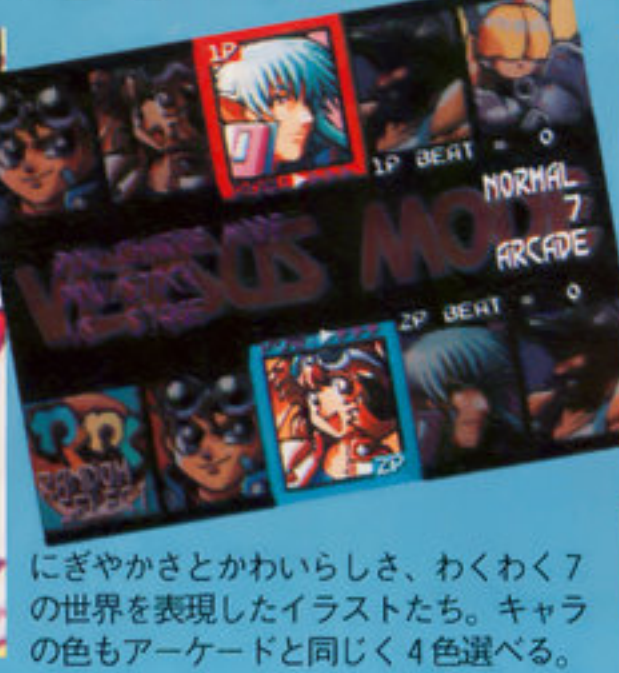 1P
1P BEAT = 0
NORMAL
7
ARCADE
VERSUS MODE
2P BEAT = 0
RANDOM
SELECT
2P
にぎやかさとかわいらしさ、わくわく7
の世界を表現したイラストたち。キャラ
の色もアーケードと同じく4色選べる。